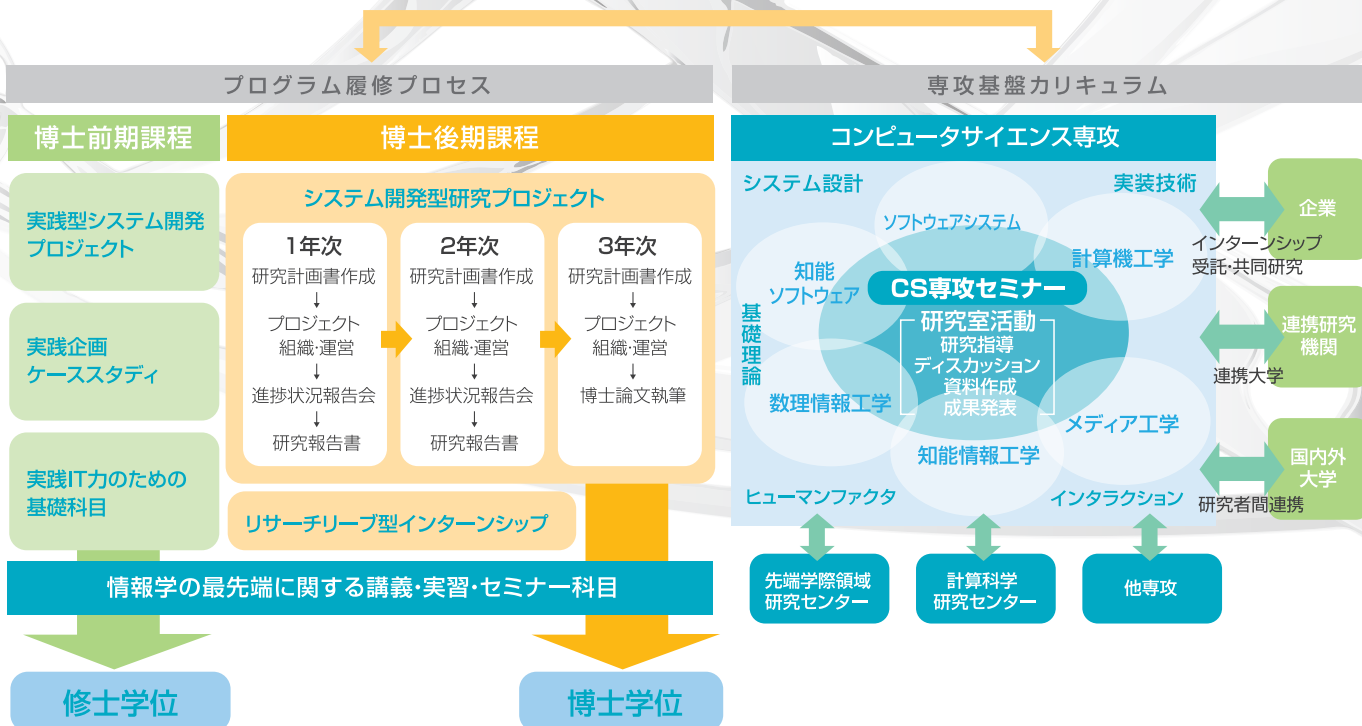 プログラム履修プロセス
博士前期課程
実践型システム開発
プロジェクト
実践企画
ケーススタディ
実践IT力のための
基礎科目
博士後期課程
システム開発型研究プロジェクト
1年次
研究計画書作成
↓
プロジェクト
組織・運営
↓
進捗状況報告会
↓
研究報告書
2年次
研究計画書作成
↓
プロジェクト
組織・運営
↓
進捗状況報告会
↓
研究報告書
3年次
研究計画書作成
↓
プロジェクト
組織・運営
↓
博士論文執筆
リサーチリーブ型インターンシップ
情報学の最先端に関する講義・実習・セミナー科目
修士学位
博士学位
専攻基盤カリキュラム
コンピュータサイエンス専攻
システム設計
実装技術
基礎理論
ソフトウェアシステム
知能
ソフトウェア
計算機工学
CS専攻セミナー
研究室活動
研究指導
ディスカッション
資料作成
成果発表
数理情報工学
メディア工学
知能情報工学
ヒューマンファクタ
インタラクション
企業
インターンシップ
受託・共同研究
連携研究
機関
連携大学
国内外
大学
研究者間連携
先端学際領域
研究センター
計算科学
研究センター
他専攻